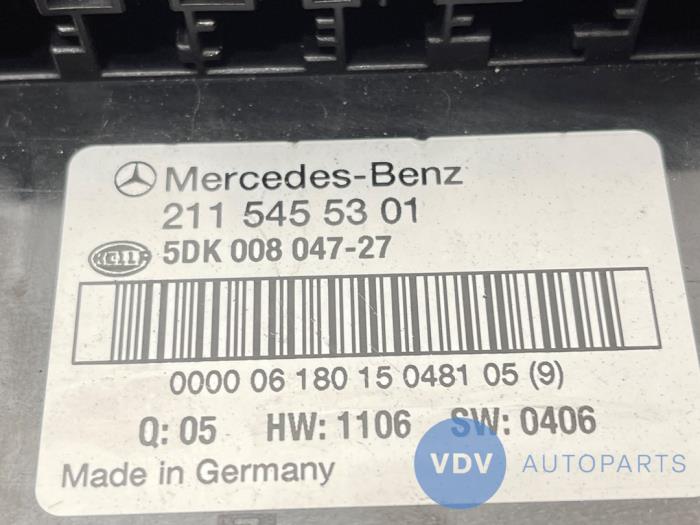 Mercedes-Benz
211 545 53 01
HELLA 5DK 008 047-27
0000 06 180 15 0481 05 (9)
Q: 05 HW: 1106 SW: 0406
Made in Germany
VDV AUTOPARTS